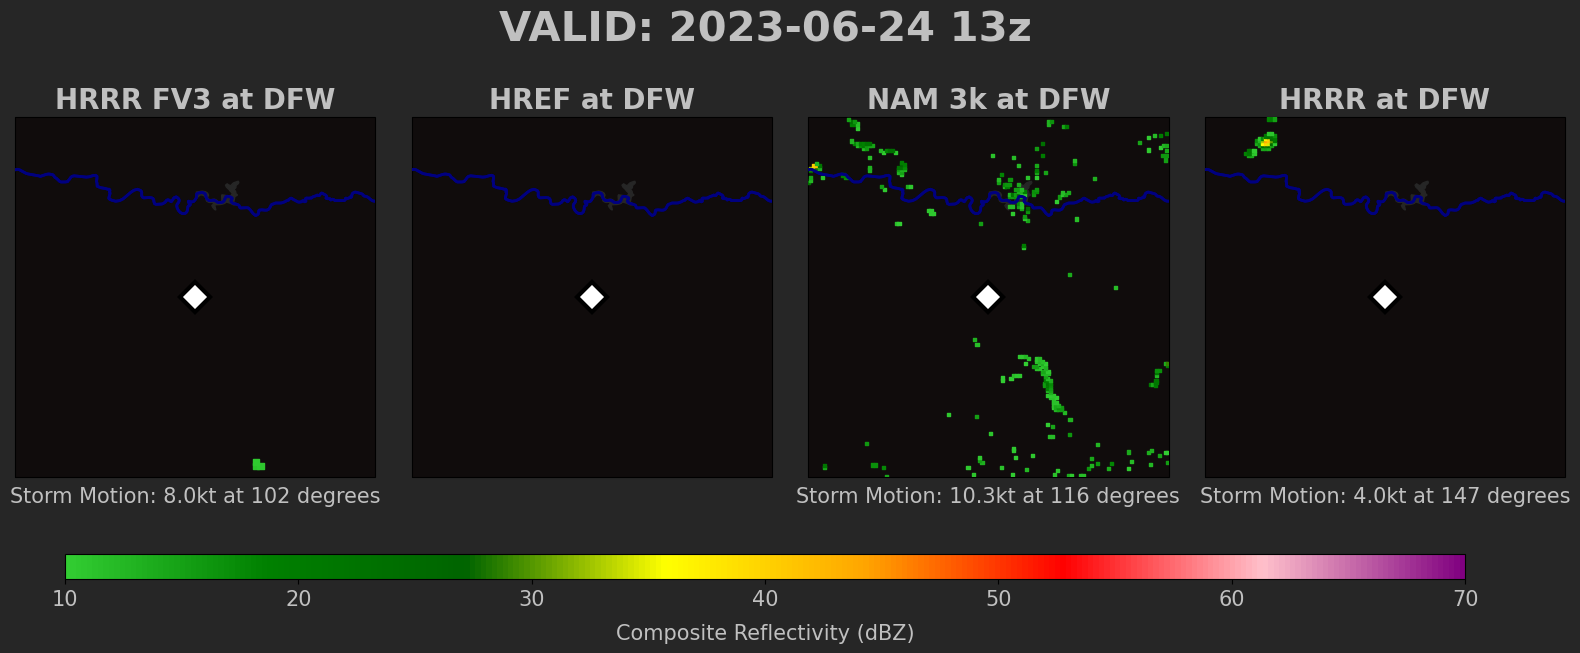 VALID: 2023-06-24 13z
HRRR FV3 at DFW
HREF at DFW
NAM 3k at DFW
HRRR at DFW
Storm Motion: 8.0kt at 102 degrees
Storm Motion: 10.3kt at 116 degrees
Storm Motion: 4.0kt at 147 degrees
10 20 30 40 50 60 70
Composite Reflectivity (dBZ)